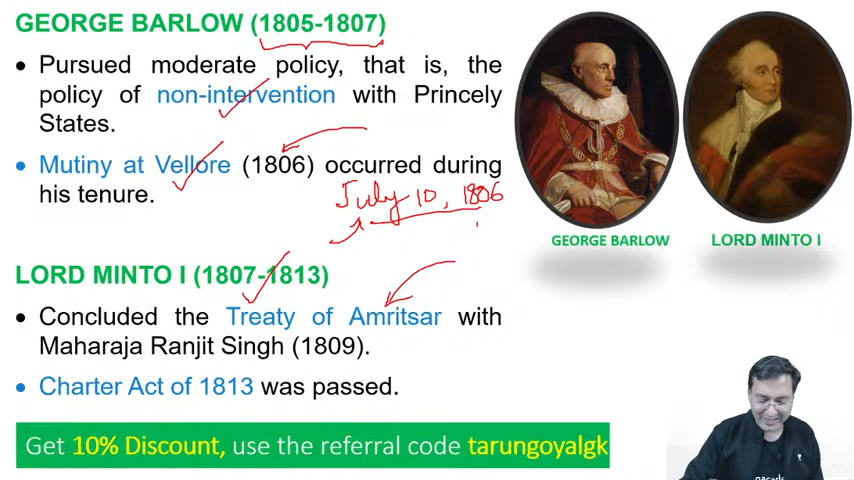 GEORGE BARLOW (1805-1807)
• Pursued moderate policy, that is, the
policy of non-intervention with Princely
States.
• Mutiny at Vellore (1806) occurred during
his tenure.
July 10, 1806
GEORGE BARLOW
LORD MINTO I
LORD MINTO I (1807-1813)
• Concluded the Treaty of Amritsar with
Maharaja Ranjit Singh (1809).
• Charter Act of 1813 was passed.
Get 10% Discount, use the referral code tarungoyalgk